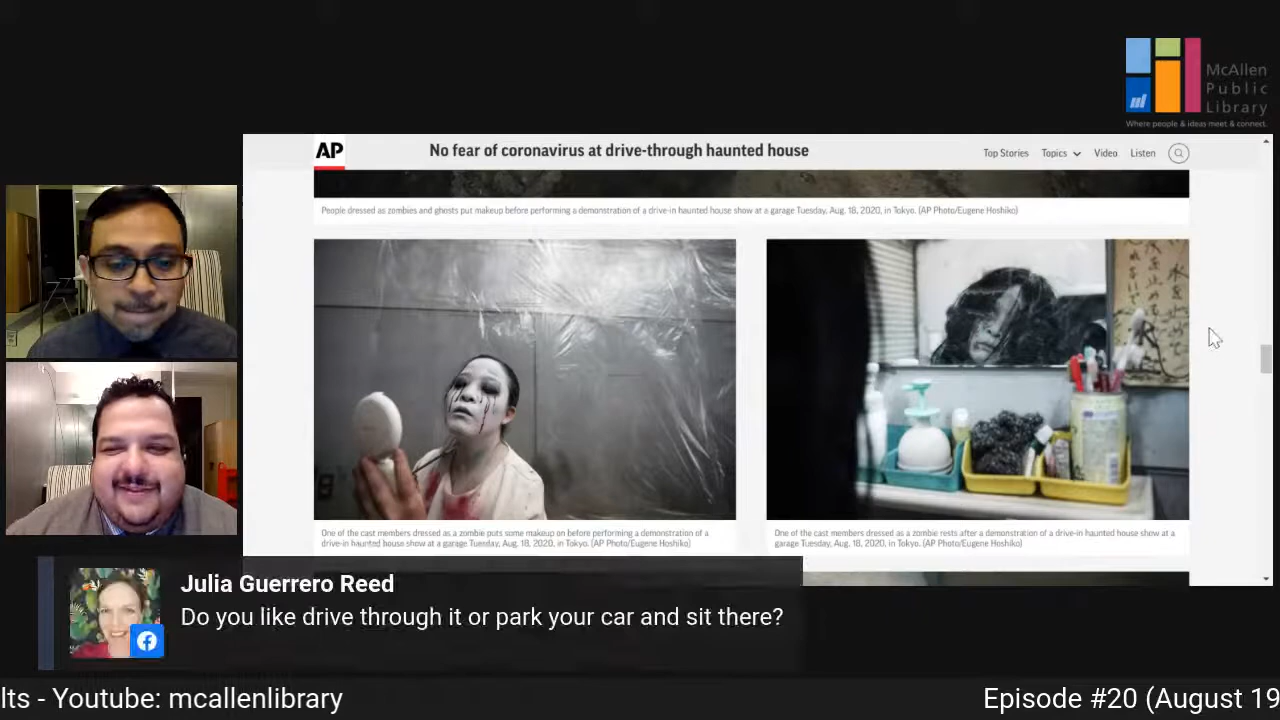 McAllen
Public
Library
Where people & ideas meet & connect.
AP
No fear of coronavirus at drive-through haunted house
Top Stories
Topics
Video
Listen
People dressed as zombies and ghosts put makeup before performing a demonstration of a drive-in haunted house show at a garage Tuesday, Aug. 18, 2020, in Tokyo. (AP Photo/Eugene Hoshiko)
One of the cast members dressed as a zombie puts some makeup on before performing a demonstration of a
drive-in haunted house show at a garage Tuesday, Aug. 18, 2020, in Tokyo. (AP Photo/Eugene Hoshiko)
One of the cast members dressed as a zombie rests after a demonstration of a drive-in haunted house show at a
garage Tuesday, Aug. 18, 2020, in Tokyo. (AP Photo/Eugene Hoshiko)
Julia Guerrero Reed
Do you like drive through it or park your car and sit there?
lts - Youtube: mcallenlibrary
Episode #20 (August 19